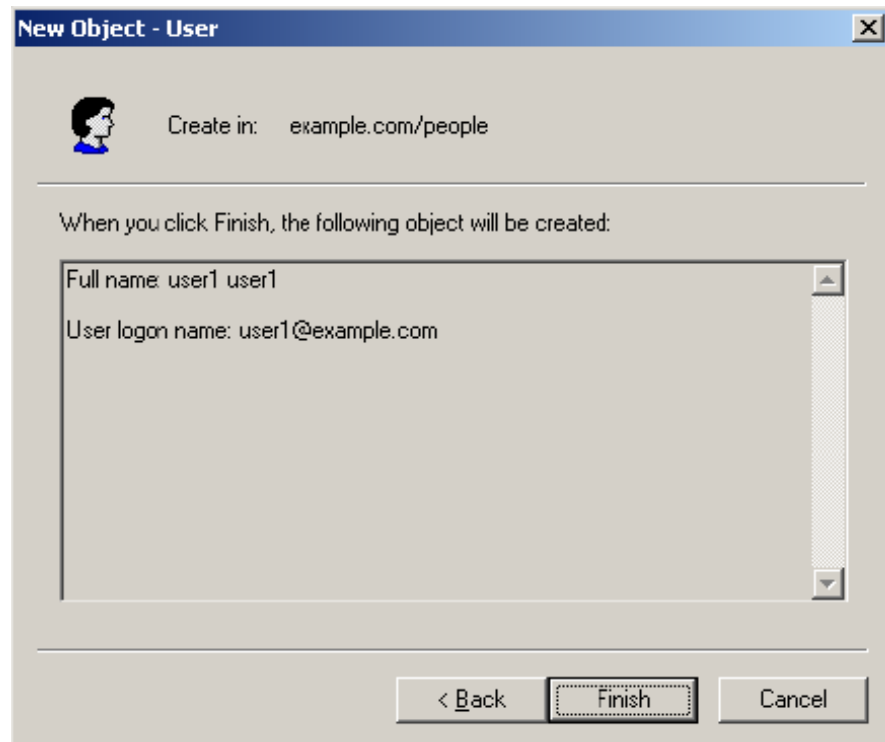 New Object - User
Create in: example.com/people
When you click Finish, the following object will be created:
Full name: user1 user1
User logon name: user1@example.com
< Back Finish Cancel